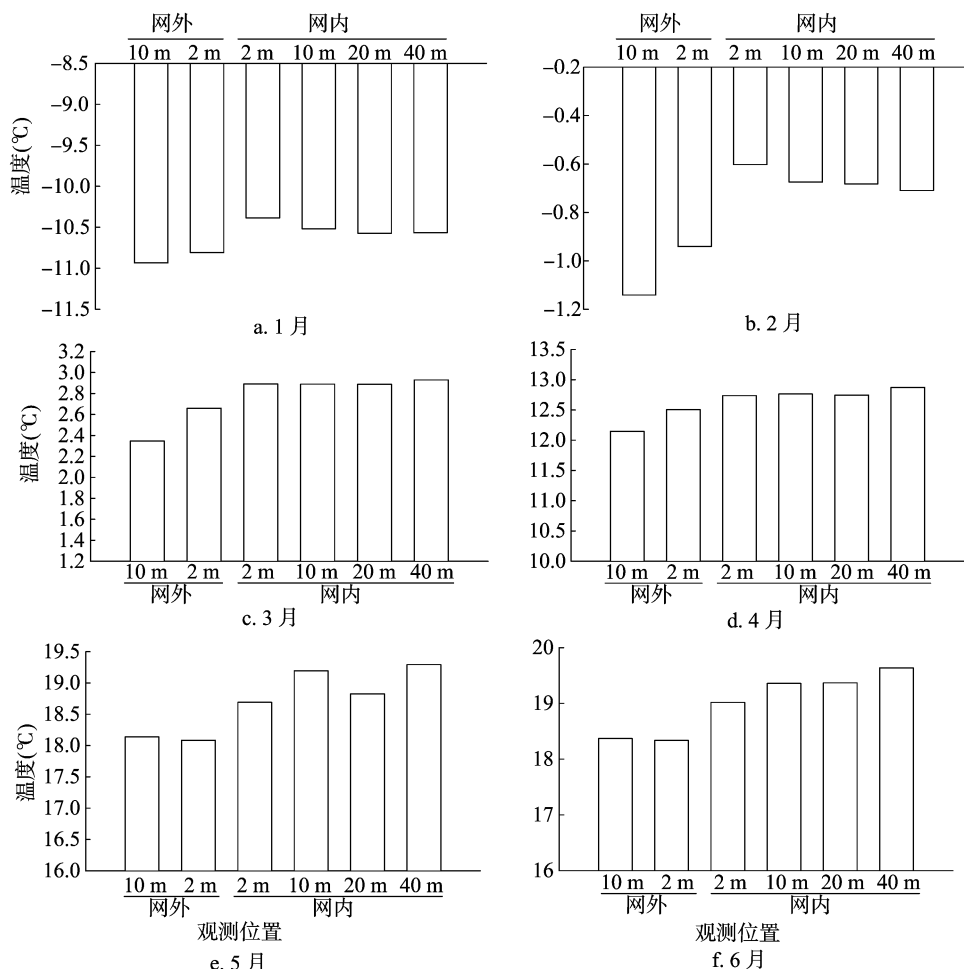 网外 网内
10 m 2 m 2 m 10 m 20 m 40 m
温度(℃)
−8.5
−9.0
−9.5
−10.0
−10.5
−11.0
−11.5
a. 1 月
网外 网内
10 m 2 m 2 m 10 m 20 m 40 m
−0.2
−0.4
−0.6
−0.8
−1.0
−1.2
b. 2 月
温度(℃)
3.2
3.0
2.8
2.6
2.4
2.2
2.0
1.8
1.6
1.4
1.2
10 m 2 m 2 m 10 m 20 m 40 m
网外 网内
c. 3 月
13.5
13.0
12.5
12.0
11.5
11.0
10.5
10.0
10 m 2 m 2 m 10 m 20 m 40 m
网外 网内
d. 4 月
温度(℃)
19.5
19.0
18.5
18.0
17.5
17.0
16.5
16.0
10 m 2 m 2 m 10 m 20 m 40 m
网外 网内
观测位置
e. 5 月
20
19
18
17
16
10 m 2 m 2 m 10 m 20 m 40 m
网外 网内
观测位置
f. 6 月